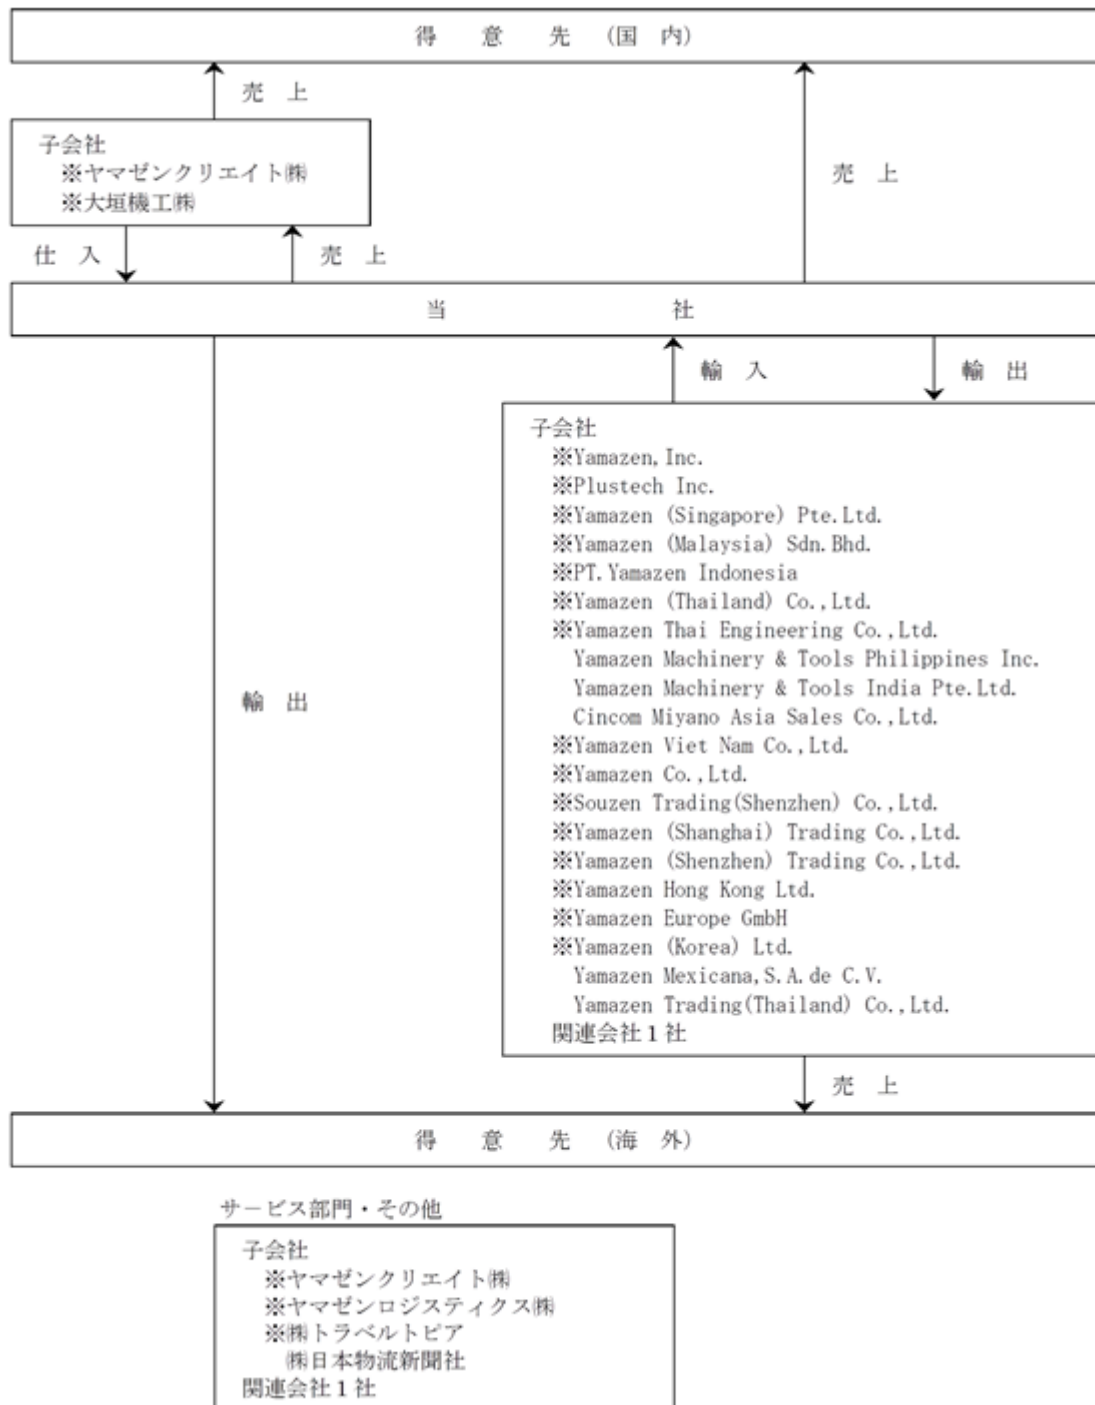 得 意 先 (国 内)
売 上
子会社
※ヤマゼンクリエイト㈱
※大垣機工㈱
売 上
仕 入
売 上
当 社
輸 入
輸 出
子会社
※Yamazen,Inc.
※Plustech Inc.
※Yamazen (Singapore) Pte.Ltd.
※Yamazen (Malaysia) Sdn.Bhd.
※PT.Yamazen Indonesia
※Yamazen (Thailand) Co.,Ltd.
※Yamazen Thai Engineering Co.,Ltd.
Yamazen Machinery & Tools Philippines Inc.
Yamazen Machinery & Tools India Pte.Ltd.
Cincom Miyano Asia Sales Co.,Ltd.
※Yamazen Viet Nam Co.,Ltd.
※Yamazen Co.,Ltd.
※Souzen Trading(Shenzhen) Co.,Ltd.
※Yamazen (Shanghai) Trading Co.,Ltd.
※Yamazen (Shenzhen) Trading Co.,Ltd.
※Yamazen Hong Kong Ltd.
※Yamazen Europe GmbH
※Yamazen (Korea) Ltd.
Yamazen Mexicana,S.A.de C.V.
Yamazen Trading(Thailand) Co.,Ltd.
関連会社１社
輸 出
売 上
得 意 先 (海 外)
サービス部門・その他
子会社
※ヤマゼンクリエイト㈱
※ヤマゼンロジスティクス㈱
※㈱トラベルトピア
㈱日本物流新聞社
関連会社１社